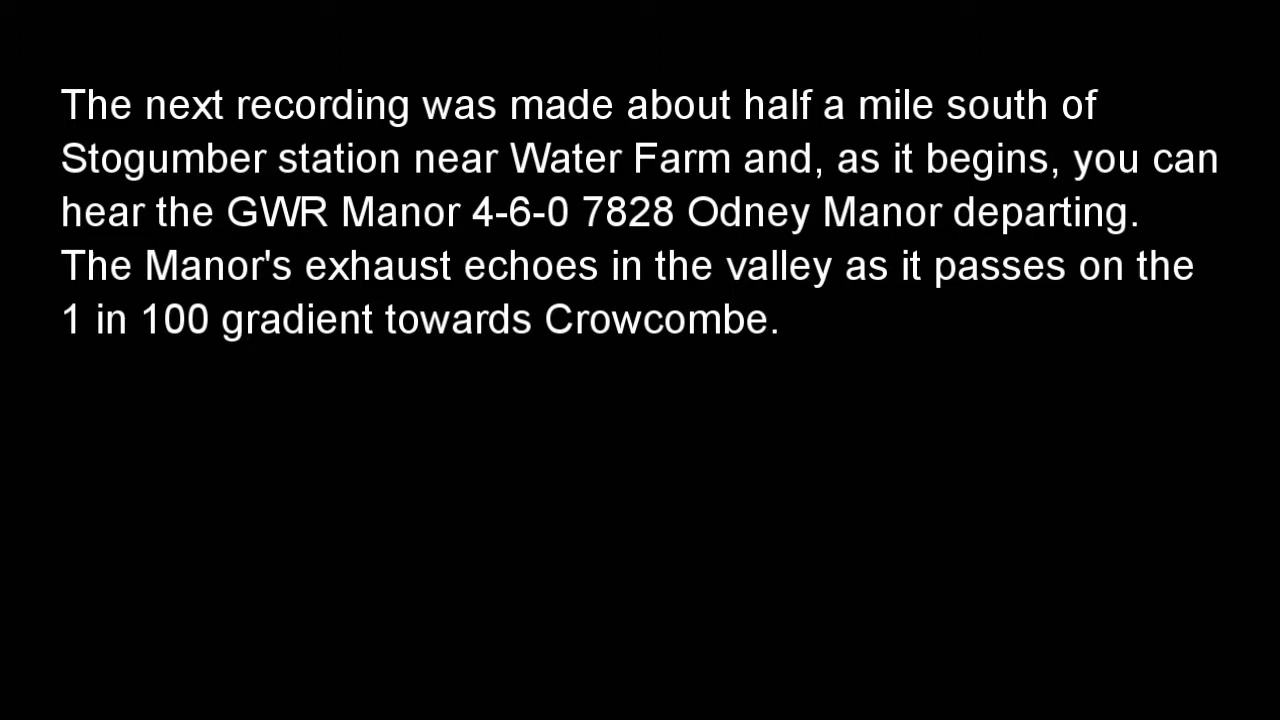 The next recording was made about half a mile south of
Stogumber station near Water Farm and, as it begins, you can
hear the GWR Manor 4-6-0 7828 Odney Manor departing.
The Manor's exhaust echoes in the valley as it passes on the
1 in 100 gradient towards Crowcombe.